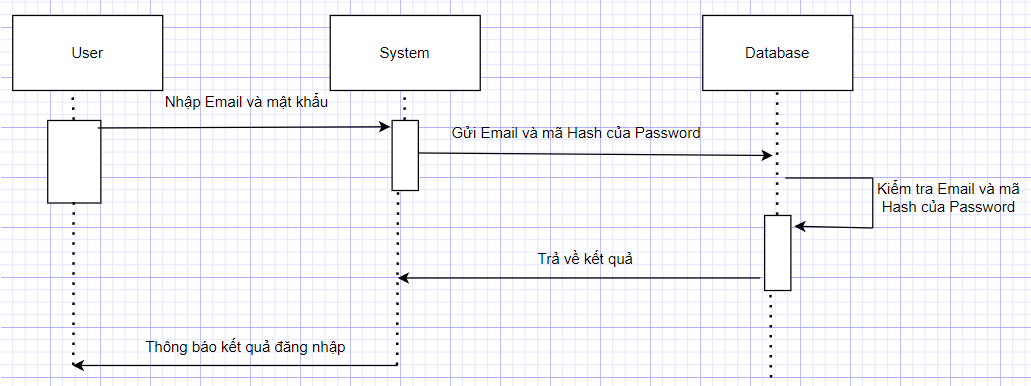 User
System
Database
Nhập Email và mật khẩu
Gửi Email và mã Hash của Password
Kiểm tra Email và mã
Hash của Password
Trả về kết quả
Thông báo kết quả đăng nhập